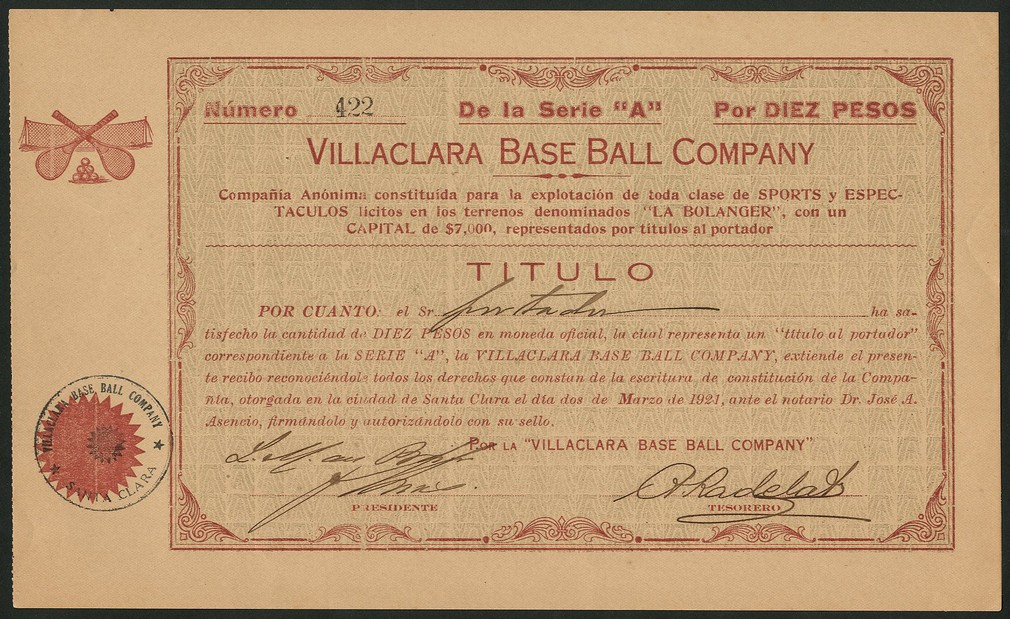 Número 422 De la Serie "A" Por DIEZ PESOS
VILLACLARA BASE BALL COMPANY
Compañía Anónima constituida para la explotación de toda clase de SPORTS y ESPEC-
TACULOS lícitos en los terrenos denominados "LA BOLANGER", con un
CAPITAL de $7,000, representados por títulos al portador
TITULO
POR CUANTO: el Sr. portador ha sa-
tisfecho la cantidad de DIEZ PESOS en moneda oficial, la cual representa un "título al portador"
correspondiente a la SERIE "A", la VILLACLARA BASE BALL COMPANY, extiende el presen-
te recibo reconociéndole todos los derechos que constan de la escritura de constitución de la Compa-
ñía, otorgada en la ciudad de Santa Clara el día dos de Marzo de 1921, ante el notario Dr. José A.
Asencio, firmándolo y autorizándolo con su sello.
POR LA "VILLACLARA BASE BALL COMPANY"
PRESIDENTE TESORERO
VILLACLARA BASE BALL COMPANY
SANTA CLARA